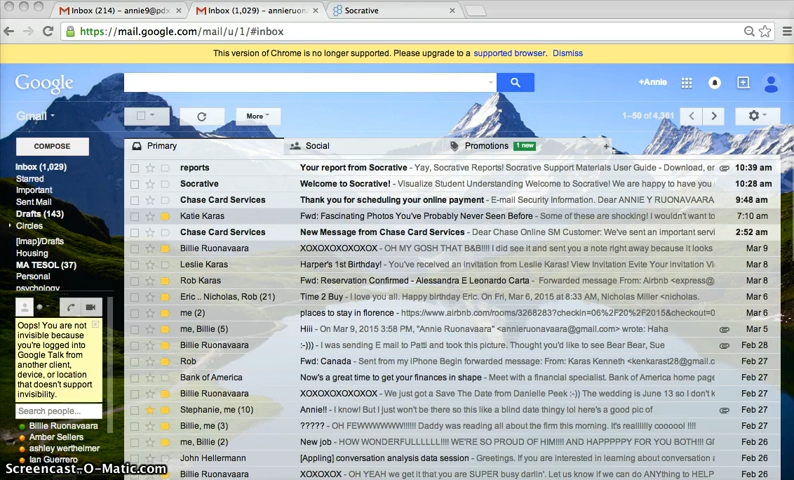 Inbox (214) - annie9@pdx
Inbox (1,029) - annieruon
Socrative
https://mail.google.com/mail/u/1/#inbox
This version of Chrome is no longer supported. Please upgrade to a supported browser. Dismiss
Google
+Annie
Gmail
More
1–50 of 4,361
COMPOSE
Primary
Social
Promotions 1 new
+
Inbox (1,029)
Starred
Important
Sent Mail
Drafts (143)
Circles
[Imap]/Drafts
Housing
MA TESOL (37)
Personal
psychology
reports Your report from Socrative - Yay, Socrative Reports! Socrative Support Materials User Guide - Download, er 10:39 am
Socrative Welcome to Socrative! - Visualize Student Understanding Welcome to Socrative! We are happy to have you 10:28 am
Chase Card Services Thank you for scheduling your online payment - E-mail Security Information. Dear ANNIE Y RUONAVAARA 9:48 am
Katie Karas Fwd: Fascinating Photos You've Probably Never Seen Before - Some of these are shocking! I wouldn't want to 7:10 am
Chase Card Services New Message from Chase Card Services - Dear Chase Online SM Customer: We've sent an important servi 2:52 am
Billie Ruonavaara XOXOXOXOXOXOX - OH MY GOSH THAT B&B!!!! I did see it and sent you a note right away because it looks Mar 9
Leslie Karas Harper's 1st Birthday! - You've received an invitation from Leslie Karas! View Invitation Evite Your invitation Mar 8
Rob Karas Fwd: Reservation Confirmed - Alessandra E Leonardo Carta - Forwarded message From: Airbnb <express@ Mar 8
Eric .. Nicholas, Rob (21) Time 2 Buy - I love you all. Happy birthday Eric. On Fri, Mar 6, 2015 at 8:33 AM, Nicholas Miller <nicholas. Mar 6
me (2) places to stay in florence - https://www.airbnb.com/rooms/3268283?checkin=06%2F20%2F2015&checkout=0 Mar 6
me, Billie (5) Hiii - On Mar 9, 2015 3:58 PM, "Annie Ruonavaara" <annieruonavaara@gmail.com> wrote: Haha Mar 5
Billie Ruonavaara :-))) - I was sending E mail to Patti and took this picture. Thought you'd like to see Bear Bear, Sue Feb 28
Rob Fwd: Canada - Sent from my iPhone Begin forwarded message: From: Karas Kenneth <kenkarast28@gmail.c Feb 27
Bank of America Now's a great time to get your finances in shape - Meet with a financial specialist. Bank of America home page Feb 27
Billie Ruonavaara XOXOXOXOXOXOX - We just got a Save The Date from Danielle Peek :-)) The wedding is June 13 so I don't k Feb 27
Stephanie, me (10) Annie!! - I know! But I just won't be there so this like a blind date thingy lol here's a good pic of Feb 27
Billie, me (3) ????? - OH FEWWWWW!!!!!! Daddy was reading all about the firm this morning. It's realllllly coooool !!!! Feb 27
me, Billie (2) New job - HOW WONDERFULLLLLL!!!! WE'RE SO PROUD OF HIM!!!! AND HAPPPPPY FOR YOU BOTH!!! G Feb 26
John Hellermann [Appling] conversation analysis data session - Greetings. If you are interested in learning about conversation Feb 26
Billie Ruonavaara XOXOXOX - OH YEAH we get it that you are SUPER busy darlin'. Let us know if we can do ANYthing to HELP Feb 26
Oops! You are not
invisible because
you're logged into
Google Talk from
another client,
device, or location
that doesn't support
invisibility.
Search people...
Billie Ruonavaara
Amber Sellers
ashley wertheimer
Ian Guerrero
Screencast-O-Matic.com